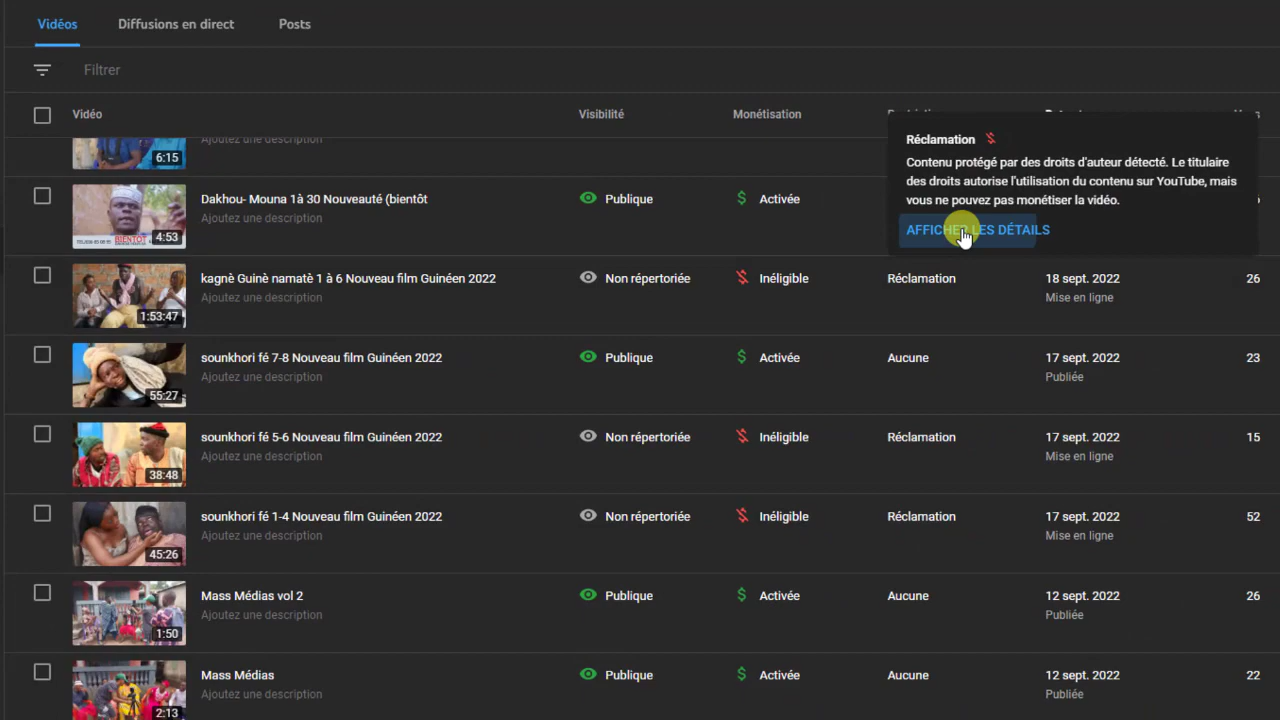 Vidéos Diffusions en direct Posts
Filtrer
Vidéo Visibilité Monétisation
Ajoutez une description
6:15
Réclamation
Contenu protégé par des droits d'auteur détecté. Le titulaire
des droits autorise l'utilisation du contenu sur YouTube, mais
vous ne pouvez pas monétiser la vidéo.
AFFICHER LES DÉTAILS
Dakhou- Mouna 1à 30 Nouveauté (bientôt Publique Activée
Ajoutez une description
BIENTOT
4:53
kagnè Guinè namatè 1 à 6 Nouveau film Guinéen 2022 Non répertoriée Inéligible Réclamation 18 sept. 2022 26
Ajoutez une description Mise en ligne
1:53:47
sounkhori fé 7-8 Nouveau film Guinéen 2022 Publique Activée Aucune 17 sept. 2022 23
Ajoutez une description Publiée
55:27
sounkhori fé 5-6 Nouveau film Guinéen 2022 Non répertoriée Inéligible Réclamation 17 sept. 2022 15
Ajoutez une description Mise en ligne
38:48
sounkhori fé 1-4 Nouveau film Guinéen 2022 Non répertoriée Inéligible Réclamation 17 sept. 2022 52
Ajoutez une description Mise en ligne
45:26
Mass Médias vol 2 Publique Activée Aucune 12 sept. 2022 26
Ajoutez une description Publiée
1:50
Mass Médias Publique Activée Aucune 12 sept. 2022 22
Ajoutez une description Publiée
2:13